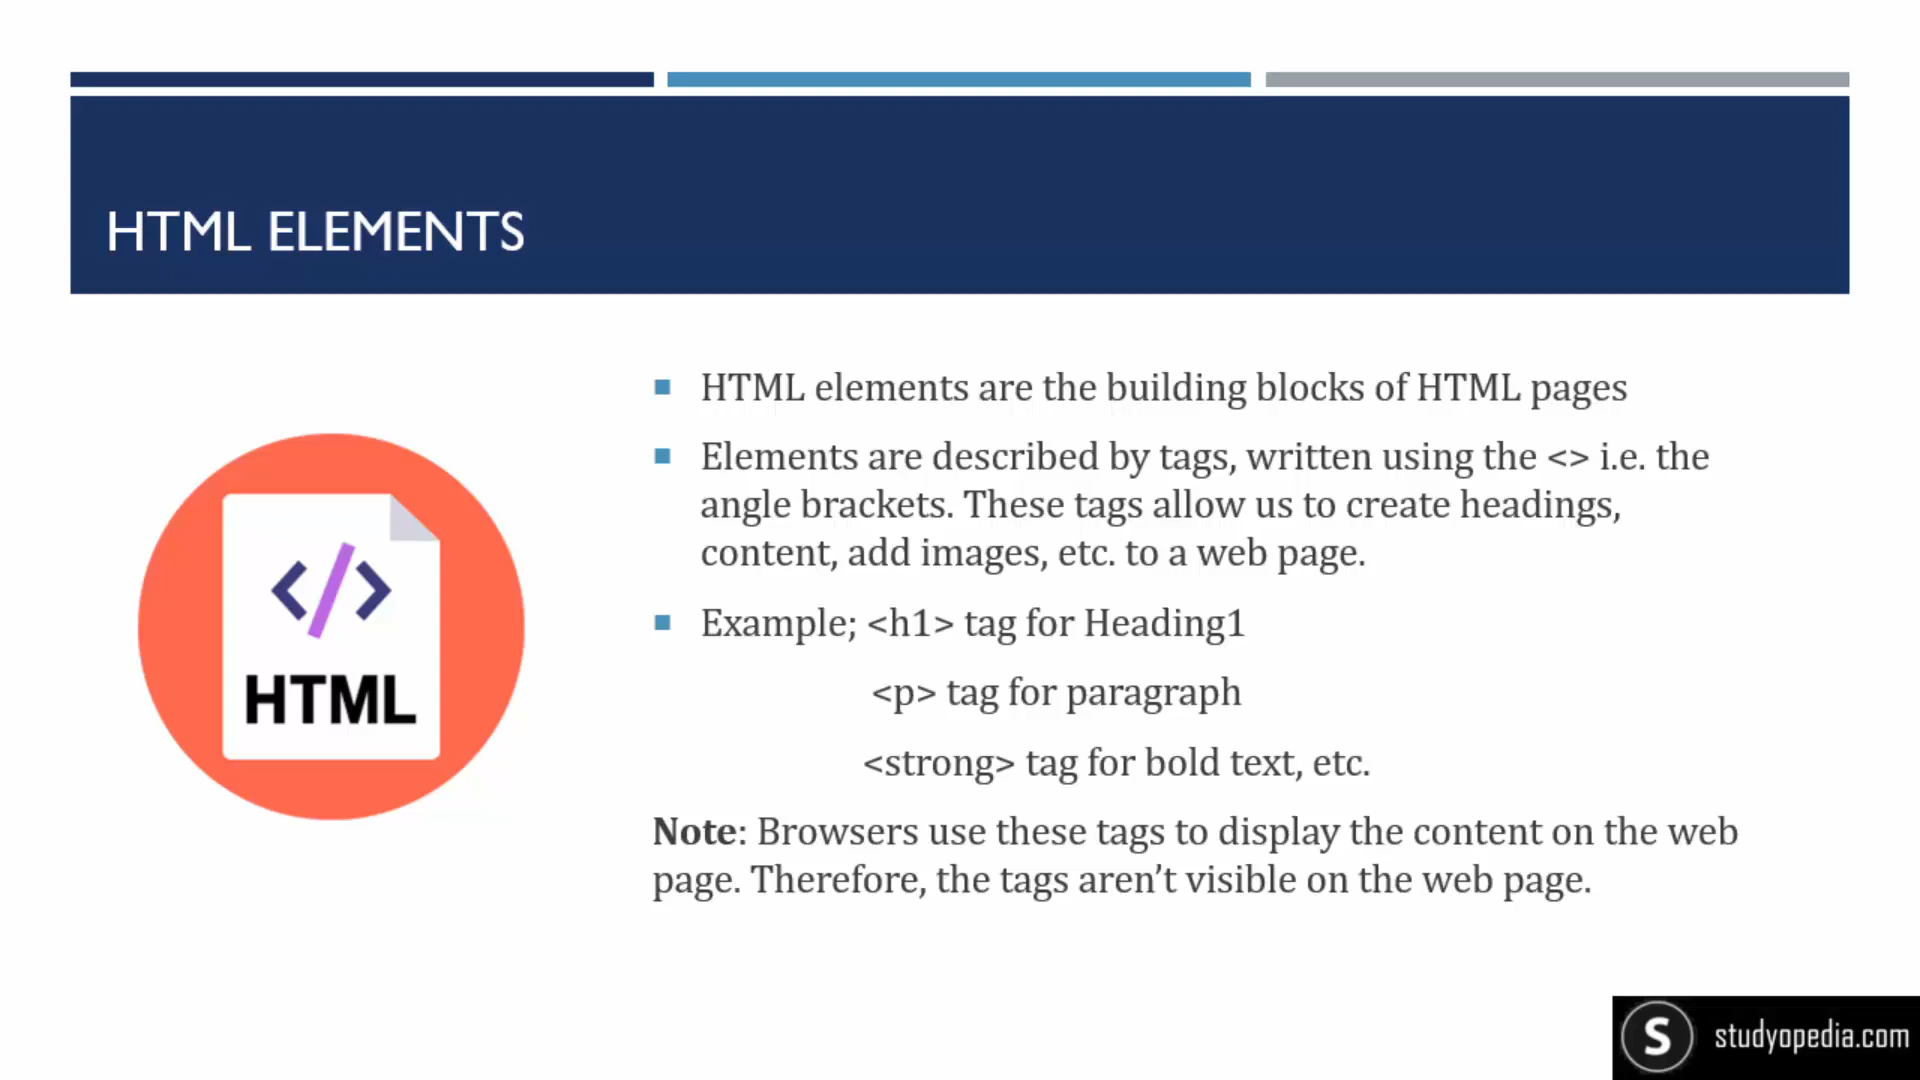 HTML ELEMENTS
HTML elements are the building blocks of HTML pages
Elements are described by tags, written using the <> i.e. the
angle brackets. These tags allow us to create headings,
content, add images, etc. to a web page.
Example; <h1> tag for Heading1
<p> tag for paragraph
<strong> tag for bold text, etc.
Note: Browsers use these tags to display the content on the web
page. Therefore, the tags aren’t visible on the web page.
</>
HTML
S studyopedia.com